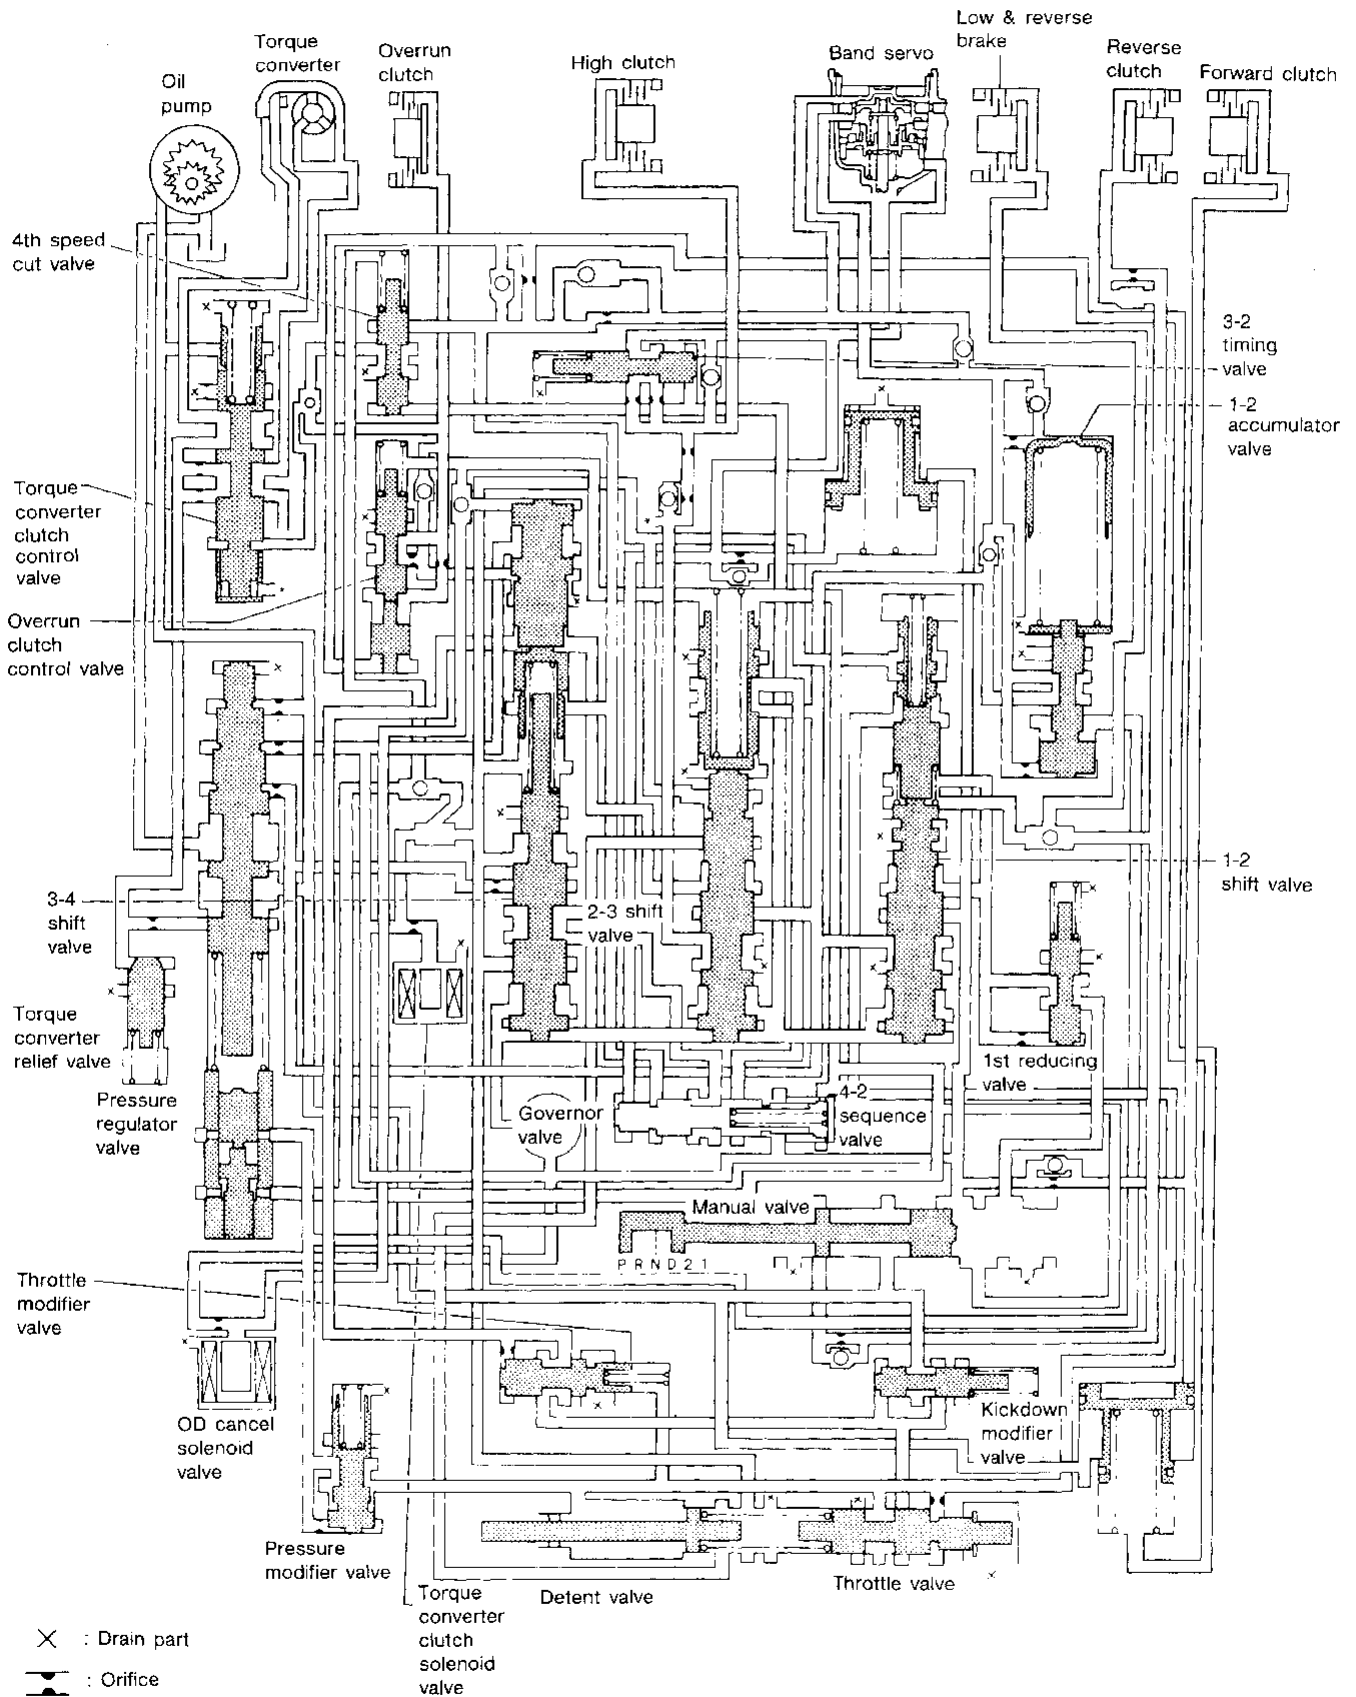 Low & reverse
brake
Torque
converter
Overrun
clutch
High clutch
Band servo
Reverse
clutch
Forward clutch
Oil
pump
4th speed
cut valve
3-2
timing
valve
1-2
accumulator
valve
Torque
converter
clutch
control
valve
Overrun
clutch
control valve
1-2
shift valve
3-4
shift
valve
2-3 shift
valve
Torque
converter
relief valve
1st reducing
valve
Pressure
regulator
valve
Governor
valve
4-2
sequence
valve
Manual valve
P R N D 2 1
Throttle
modifier
valve
OD cancel
solenoid
valve
Kickdown
modifier
valve
Pressure
modifier valve
Torque
converter
clutch
solenoid
valve
Detent valve
Throttle valve
: Drain part
: Orifice